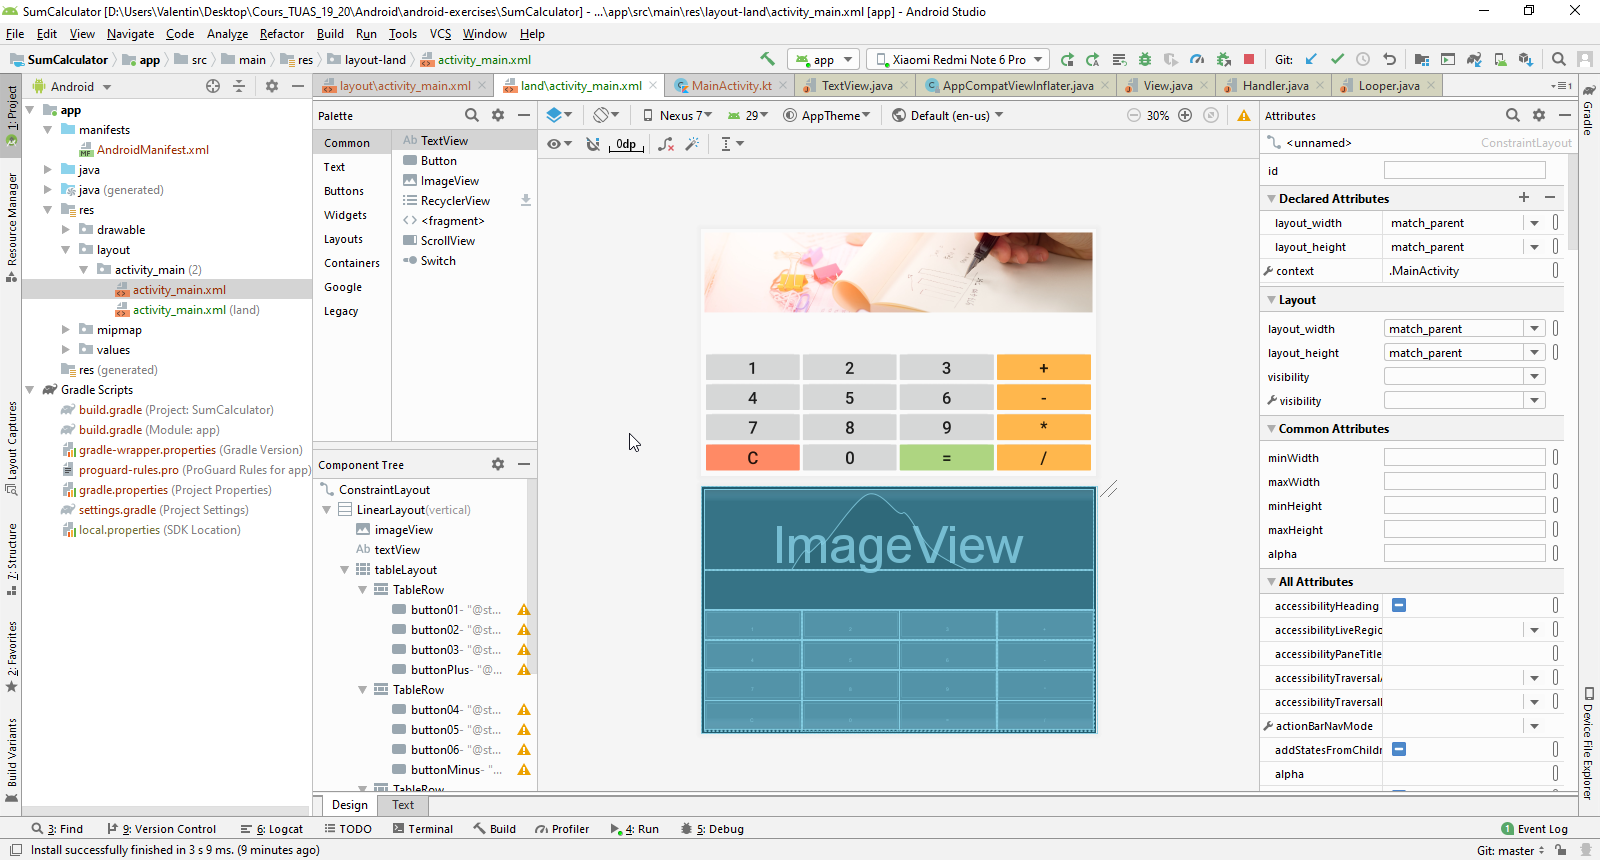 SumCalculator [D:\Users\Valentin\Desktop\Cours_TUAS_19_20\Android\android-exercises\SumCalculator] - ...\app\src\main\res\layout-land\activity_main.xml [app] - Android Studio
File Edit View Navigate Code Analyze Refactor Build Run Tools VCS Window Help
SumCalculator app src main res layout-land activity_main.xml
app
Xiaomi Redmi Note 6 Pro
Git:
Android
layout\activity_main.xml
land\activity_main.xml
MainActivity.kt
TextView.java
AppCompatViewInflater.java
View.java
Handler.java
Looper.java
1
1: Project
Resource Manager
Layout Captures
7: Structure
2: Favorites
Build Variants
app
manifests
AndroidManifest.xml
java
java (generated)
res
drawable
layout
activity_main (2)
activity_main.xml
activity_main.xml (land)
mipmap
values
res (generated)
Gradle Scripts
build.gradle (Project: SumCalculator)
build.gradle (Module: app)
gradle-wrapper.properties (Gradle Version)
proguard-rules.pro (ProGuard Rules for app)
gradle.properties (Project Properties)
settings.gradle (Project Settings)
local.properties (SDK Location)
Palette
Common
Text
Buttons
Widgets
Layouts
Containers
Google
Legacy
Ab TextView
Button
ImageView
RecyclerView
<fragment>
ScrollView
Switch
Component Tree
ConstraintLayout
LinearLayout(vertical)
imageView
Ab textView
tableLayout
TableRow
button01- "@st...
button02- "@st...
button03- "@st...
buttonPlus- "@...
TableRow
button04- "@st...
button05- "@st...
button06- "@st...
buttonMinus- "...
TableRow
Nexus 7
29
AppTheme
Default (en-us)
30%
0dp
1 2 3 +
4 5 6 -
7 8 9 *
C 0 = /
ImageView
Attributes
<unnamed> ConstraintLayout
id
Declared Attributes
layout_width match_parent
layout_height match_parent
context .MainActivity
Layout
layout_width match_parent
layout_height match_parent
visibility
visibility
Common Attributes
minWidth
maxWidth
minHeight
maxHeight
alpha
All Attributes
accessibilityHeading
accessibilityLiveRegio
accessibilityPaneTitle
accessibilityTraversalA
accessibilityTraversalB
actionBarNavMode
addStatesFromChildr
alpha
Gradle
Device File Explorer
Design Text
3: Find 9: Version Control 6: Logcat TODO Terminal Build Profiler 4: Run 5: Debug
1 Event Log
Install successfully finished in 3 s 9 ms. (9 minutes ago)
Git: master